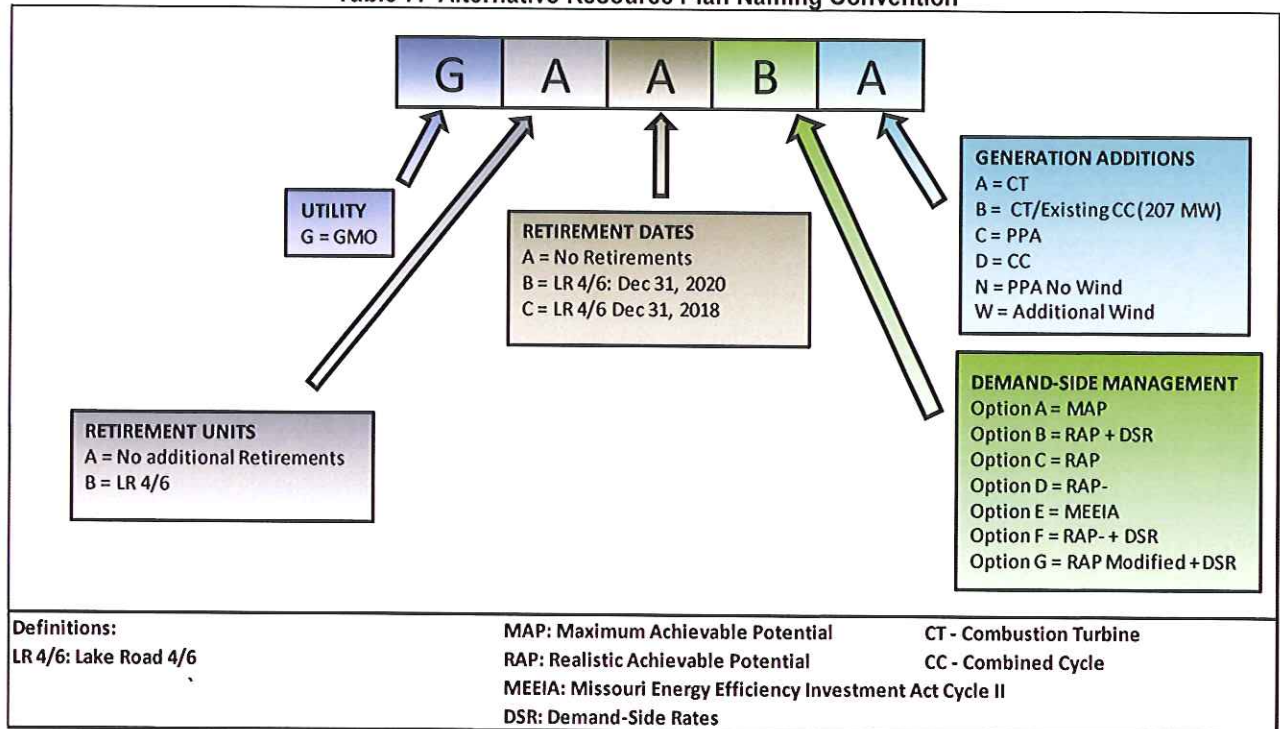 Table Alternative Resource Plan Naming Convention
G A A B A
UTILITY
G = GMO
RETIREMENT DATES
A = No Retirements
B = LR 4/6: Dec 31, 2020
C = LR 4/6 Dec 31, 2018
GENERATION ADDITIONS
A = CT
B = CT/Existing CC (207 MW)
C = PPA
D = CC
N = PPA No Wind
W = Additional Wind
RETIREMENT UNITS
A = No additional Retirements
B = LR 4/6
DEMAND-SIDE MANAGEMENT
Option A = MAP
Option B = RAP + DSR
Option C = RAP
Option D = RAP-
Option E = MEEIA
Option F = RAP- + DSR
Option G = RAP Modified + DSR
Definitions:
LR 4/6: Lake Road 4/6
MAP: Maximum Achievable Potential
RAP: Realistic Achievable Potential
MEEIA: Missouri Energy Efficiency Investment Act Cycle II
DSR: Demand-Side Rates
CT - Combustion Turbine
CC - Combined Cycle